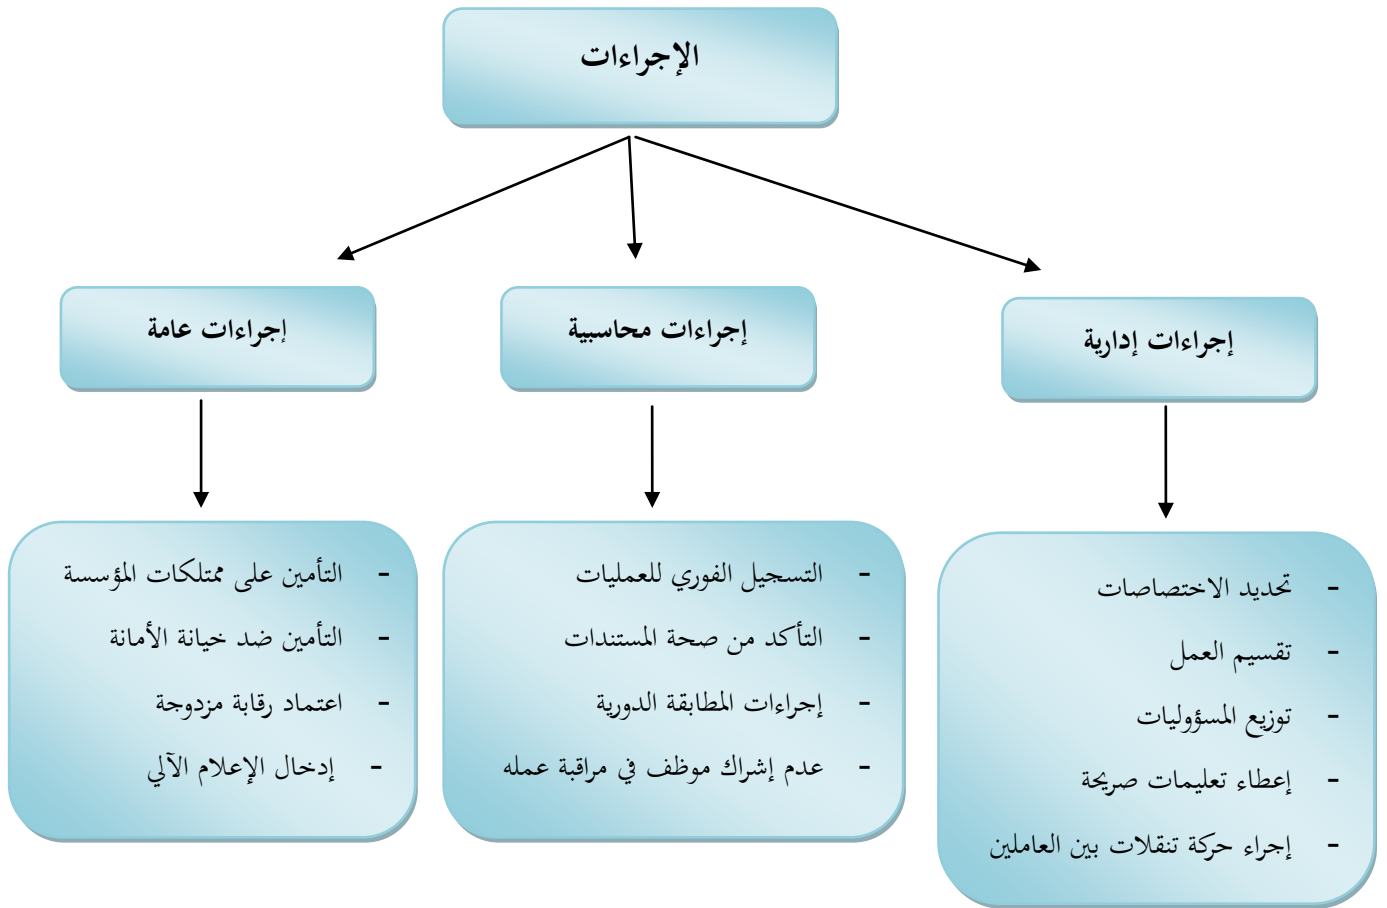 الإجراءات
إجراءات إدارية
إجراءات محاسبية
إجراءات عامة
- تحديد الاختصاصات
- تقسيم العمل
- توزيع المسؤوليات
- إعطاء تعليمات صريحة
- إجراء حركة تنقلات بين العاملين
- التسجيل الفوري للعمليات
- التأكد من صحة المستندات
- إجراءات المطابقة الدورية
- عدم إشراك موظف في مراقبة عمله
- التأمين على ممتلكات المؤسسة
- التأمين ضد خيانة الأمانة
- اعتماد رقابة مزدوجة
- إدخال الإعلام الآلي